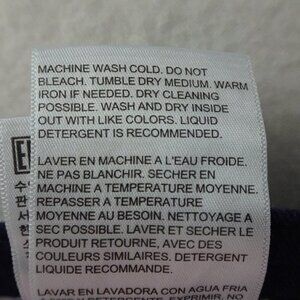 MACHINE WASH COLD. DO NOT
BLEACH. TUMBLE DRY MEDIUM. WARM
IRON IF NEEDED. DRY CLEANING
POSSIBLE. WASH AND DRY INSIDE
OUT WITH LIKE COLORS. LIQUID
DETERGENT IS RECOMMENDED.
LAVER EN MACHINE A L'EAU FROIDE.
NE PAS BLANCHIR. SECHER EN
MACHINE A TEMPERATURE MOYENNE.
REPASSER A TEMPERATURE
MOYENNE AU BESOIN. NETTOYAGE A
SEC POSSIBLE. LAVER ET SECHER LE
PRODUIT RETOURNE, AVEC DES
COULEURS SIMILAIRES. DETERGENT
LIQUIDE RECOMMANDE.
LAVAR EN LAVADORA CON AGUA FRIA